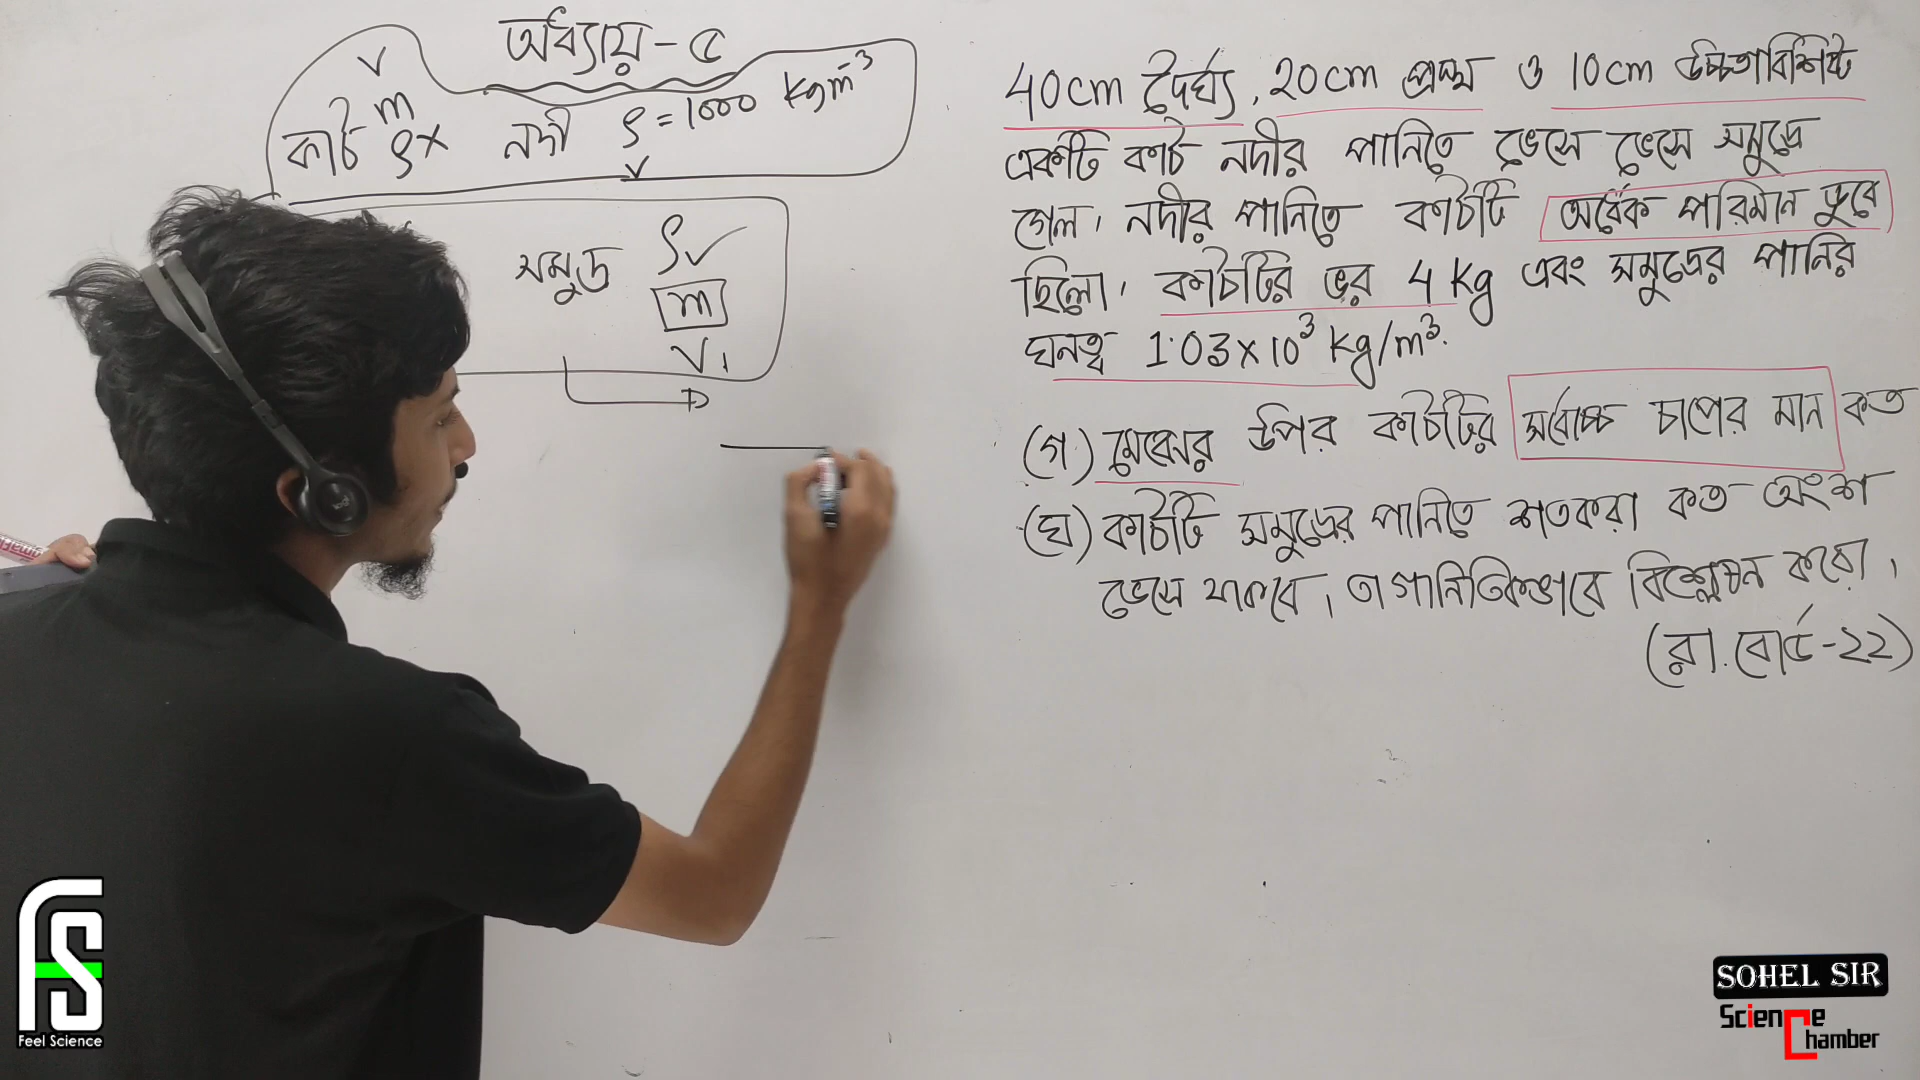 অধ্যায়-৫
V
কাঠ m ρx
নদী ρ = 1000 kgm⁻³
V
সমুদ্র ρ✓
m
V₁
40cm দৈর্ঘ্য, 20cm প্রস্থ ও 10cm উচ্চতাবিশিষ্ট
একটি কাঠ নদীর পানিতে ভেসে ভেসে সমুদ্রে
গেল। নদীর পানিতে কাঠটি অর্ধেক পরিমান ডুবে
ছিলো। কাঠটির ভর 4 kg এবং সমুদ্রের পানির
ঘনত্ব 1.03×10³ kg/m³.
(গ) মেঝের উপর কাঠটির সর্বোচ্চ চাপের মান কত
(ঘ) কাঠটি সমুদ্রের পানিতে শতকরা কত অংশ
ভেসে থাকবে, তা গানিতিকভাবে বিশ্লেষন করো।
(রা. বোর্ড-২২)
FS
Feel Science
SOHEL SIR
Science
Chamber